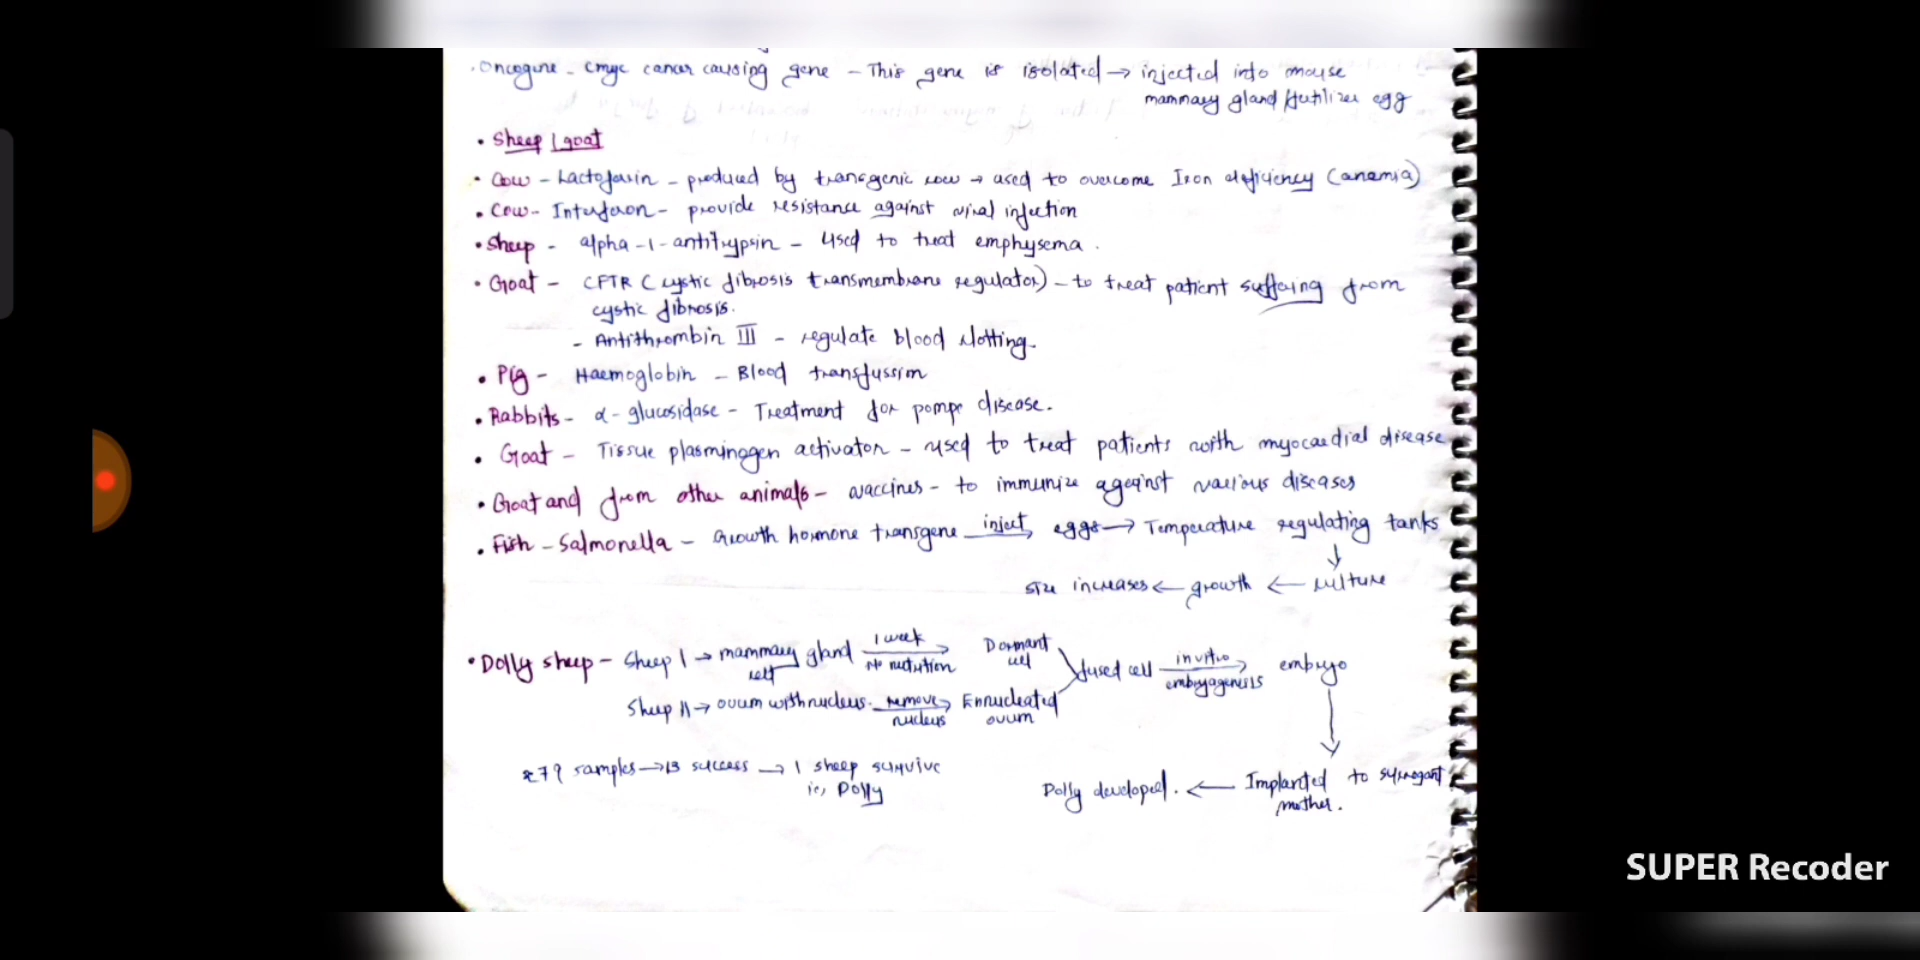 . Oncogene - cmyc cancer causing gene - This gene is isolated → injected into mouse
mammary gland / futilizer egg
• Sheep / goat
• Cow - Lactoferin - produced by transgenic cow → used to overcome Iron deficiency (anemia)
• Cow - Interferon - provide resistance against viral infection
• Sheep - alpha-1-antitrypsin - Used to treat emphysema.
• Goat - CFTR (cystic fibrosis transmembrane regulator) - to treat patient suffering from
cystic fibrosis.
- Antithrombin III - regulate blood clotting.
• Pig - Haemoglobin - Blood transfussion
• Rabbits - α-glucosidase - Treatment for pompe disease.
• Goat - Tissue plasminogen activator - used to treat patients with myocardial disease
• Goat and from other animals - vaccines - to immunize against various diseases
• Fish - Salmonella - Growth hormone transgene inject → eggs → Temperature regulating tanks
↓
size increases ← growth ← culture
• Dolly sheep - Sheep I → mammary gland cell 1 week No nutrition → Dormant cell
fused cell invitro embryogenesis → embryo
Sheep II → ovum with nucleus. remove nucleus → Ennucleated ovum
279 samples → 13 success → 1 sheep survive
ie, Dolly
Dolly developed. ← Implanted to surrogant
mother.
SUPER Recoder